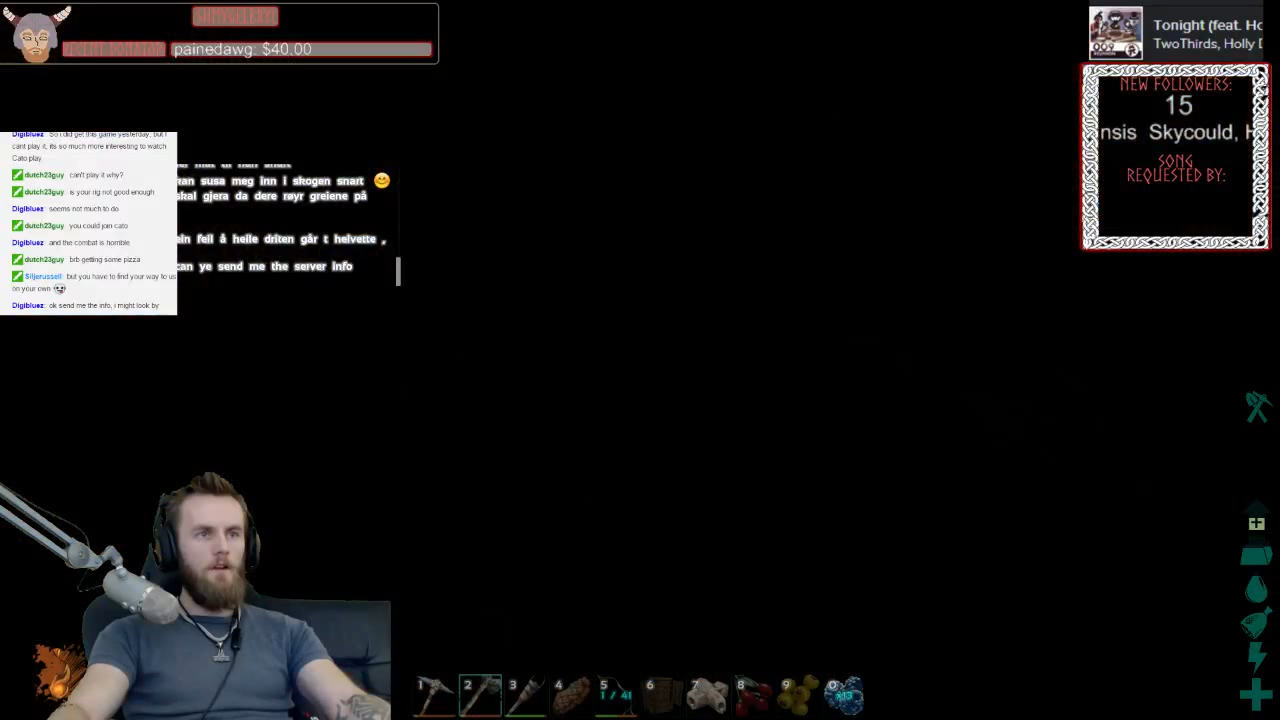 painedawg: $40.00
Tonight (feat. Ho
TwoThirds, Holly D
NEW FOLLOWERS:
15
nsis Skycould, H
SONG
REQUESTED BY:
Digibluez: So i did get this game yesterday, but I
cant play it, its so much more interesting to watch
Cato play
dutch23guy: can't play it why?
dutch23guy: is your rig not good enough
Digibluez: seems not much to do
dutch23guy: you could join cato
Digibluez: and the combat is horrible
dutch23guy: brb getting some pizza
Siljerussell: but you have to find your way to us
on your own
Digibluez: ok send me the info, i might look by
kan susa meg inn i skogen snart
skal gjera da dere røyr greiene på
ein feil å heile driten går t helvette ,
can ye send me the server info
1 2 3 4 5 6 7 8 9 0
1 / 41